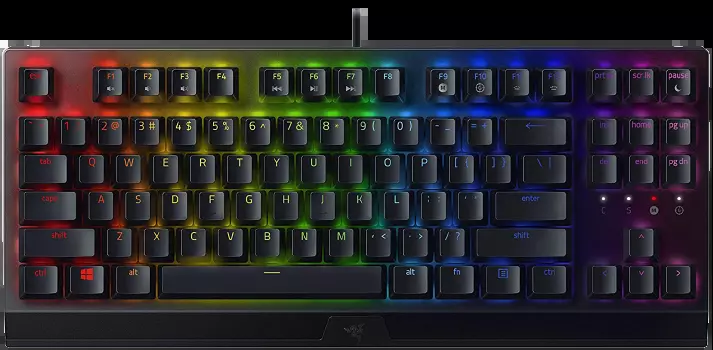 esc F1 F2 F3 F4 F5 F6 F7 F8 F9 F10 F1 F1 prt scr lk pause
~ 1 2 @ 3 # 4 $ 5 % 6 ^ 7 & 8 * 9 ( 0 ) - _ = + home pg up
tab Q W E R T Y U I O P [ { ] } \ | del end pg dn
caps A S D F G H J K L ; : ' " enter
shift Z X C V B N M , < . > / ? shift
ctrl alt alt fn ctrl